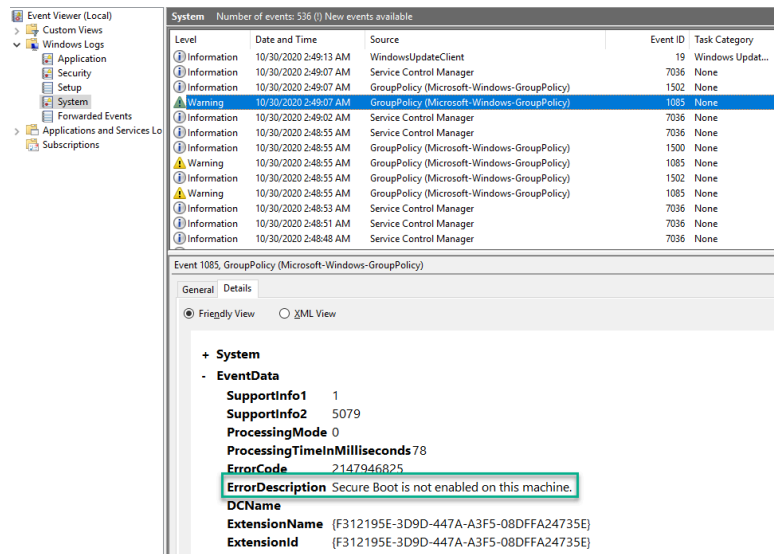 Event Viewer (Local)
Custom Views
Windows Logs
Application
Security
Setup
System
Forwarded Events
Applications and Services Lo
Subscriptions
System Number of events: 536 (!) New events available
Level Date and Time Source Event ID Task Category
Information 10/30/2020 2:49:13 AM WindowsUpdateClient 19 Windows Updat...
Information 10/30/2020 2:49:07 AM Service Control Manager 7036 None
Information 10/30/2020 2:49:07 AM GroupPolicy (Microsoft-Windows-GroupPolicy) 1502 None
Warning 10/30/2020 2:49:07 AM GroupPolicy (Microsoft-Windows-GroupPolicy) 1085 None
Information 10/30/2020 2:49:02 AM Service Control Manager 7036 None
Information 10/30/2020 2:48:55 AM Service Control Manager 7036 None
Information 10/30/2020 2:48:55 AM GroupPolicy (Microsoft-Windows-GroupPolicy) 1500 None
Warning 10/30/2020 2:48:55 AM GroupPolicy (Microsoft-Windows-GroupPolicy) 1085 None
Information 10/30/2020 2:48:55 AM GroupPolicy (Microsoft-Windows-GroupPolicy) 1502 None
Warning 10/30/2020 2:48:55 AM GroupPolicy (Microsoft-Windows-GroupPolicy) 1085 None
Information 10/30/2020 2:48:53 AM Service Control Manager 7036 None
Information 10/30/2020 2:48:51 AM Service Control Manager 7036 None
Information 10/30/2020 2:48:48 AM Service Control Manager 7036 None
Event 1085, GroupPolicy (Microsoft-Windows-GroupPolicy)
General Details
Friendly View XML View
+ System
- EventData
SupportInfo1 1
SupportInfo2 5079
ProcessingMode 0
ProcessingTimeInMilliseconds 78
ErrorCode 2147946825
ErrorDescription Secure Boot is not enabled on this machine.
DCName
ExtensionName {F312195E-3D9D-447A-A3F5-08DFFA24735E}
ExtensionId {F312195E-3D9D-447A-A3F5-08DFFA24735E}